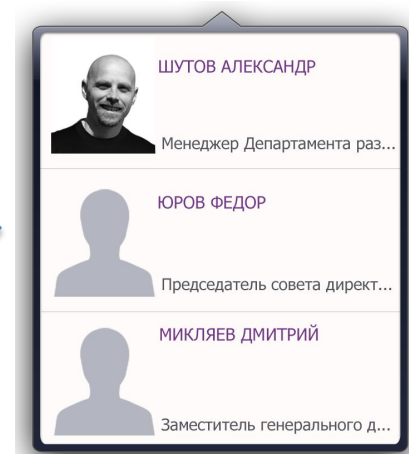 ШУТОВ АЛЕКСАНДР
Менеджер Департамента раз...
ЮРОВ ФЕДОР
Председатель совета директ...
МИКЛЯЕВ ДМИТРИЙ
Заместитель генерального д...